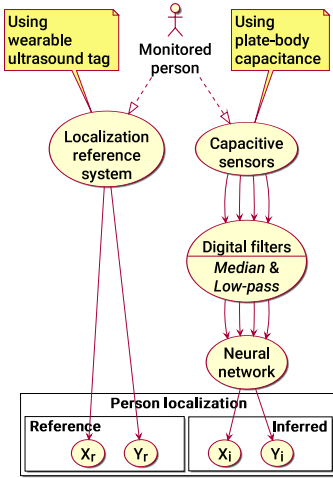 Using
wearable
ultrasound tag
Using
plate-body
capacitance
Monitored
person
Localization
reference
system
Capacitive
sensors
Digital filters
Median &
Low-pass
Neural
network
Person localization
Reference
Inferred
Xr
Yr
Xi
Yi